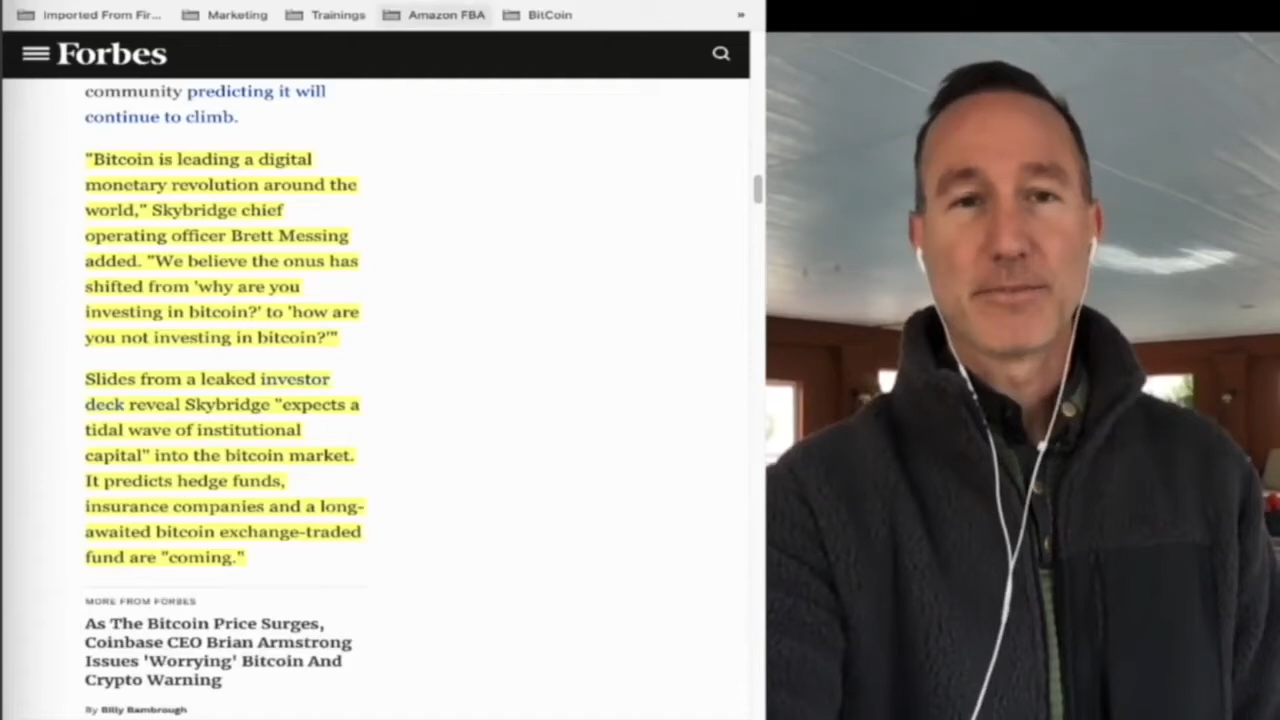 Imported From Fir... Marketing Trainings Amazon FBA BitCoin »
Forbes
community predicting it will
continue to climb.
"Bitcoin is leading a digital
monetary revolution around the
world," Skybridge chief
operating officer Brett Messing
added. "We believe the onus has
shifted from 'why are you
investing in bitcoin?' to 'how are
you not investing in bitcoin?'"
Slides from a leaked investor
deck reveal Skybridge "expects a
tidal wave of institutional
capital" into the bitcoin market.
It predicts hedge funds,
insurance companies and a long-
awaited bitcoin exchange-traded
fund are "coming."
MORE FROM FORBES
As The Bitcoin Price Surges,
Coinbase CEO Brian Armstrong
Issues 'Worrying' Bitcoin And
Crypto Warning
By Billy Bambrough